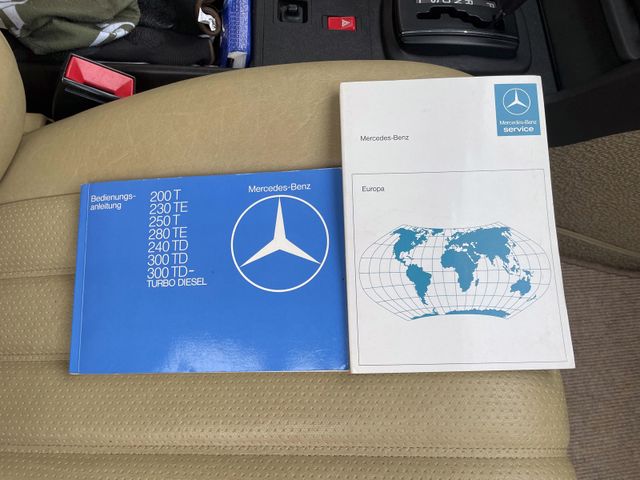 Bedienungs-
anleitung
200 T
230 TE
250 T
280 TE
240 TD
300 TD
300 TD-
TURBO DIESEL
Mercedes-Benz
Mercedes-Benz
service
Mercedes-Benz
Europa